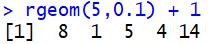 > rgeom(5,0.1) + 1
[1]  8  1  5  4 14